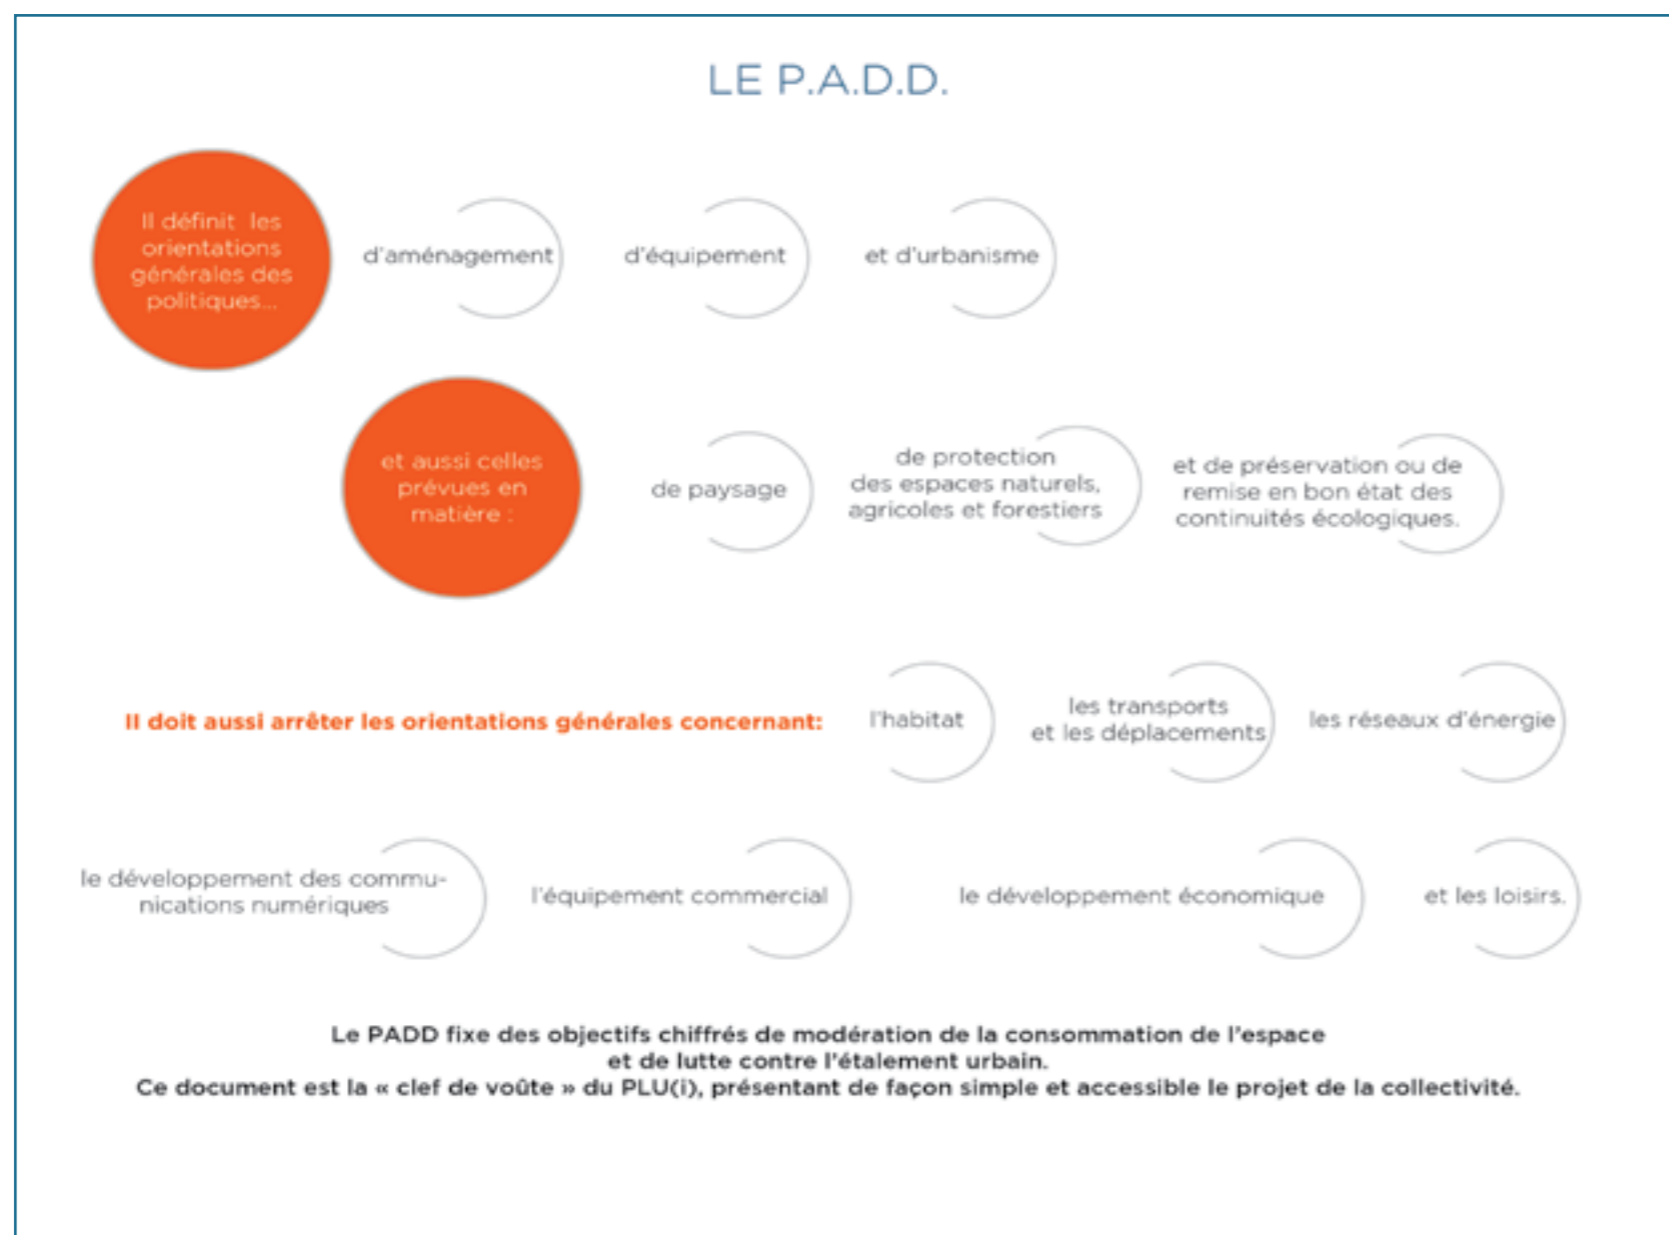 LE P.A.D.D.
Il définit les
orientations
générales des
politiques...
d'aménagement
d'équipement
et d'urbanisme
et aussi celles
prévues en
matière :
de paysage
de protection
des espaces naturels,
agricoles et forestiers
et de préservation ou de
remise en bon état des
continuités écologiques.
Il doit aussi arrêter les orientations générales concernant:
l'habitat
les transports
et les déplacements
les réseaux d'énergie
le développement des commu-
nications numériques
l'équipement commercial
le développement économique
et les loisirs.
Le PADD fixe des objectifs chiffrés de modération de la consommation de l'espace
et de lutte contre l'étalement urbain.
Ce document est la « clef de voûte » du PLU(i), présentant de façon simple et accessible le projet de la collectivité.